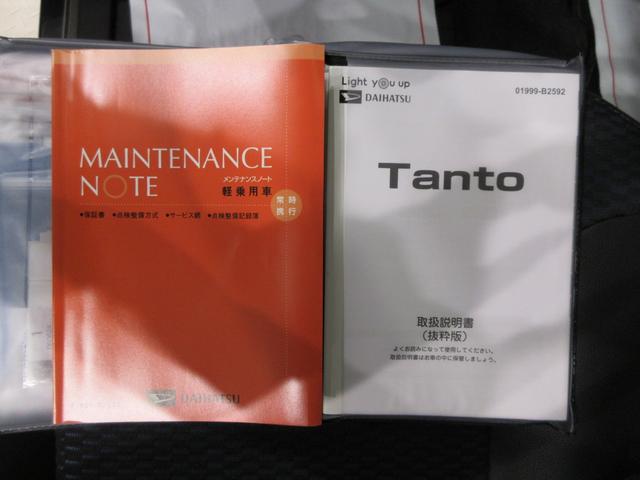 MAINTENANCE
NOTE
メンテナンスノート
軽乗用車
常時
携行
•保証書 •点検整備方式 •サービス網 •点検整備記録簿
DAIHATSU
Light you up
DAIHATSU
01999-B2592
Tanto
取扱説明書
(抜粋版)
よくお読みになって使用してください。
取扱説明書はお車の中に保管しましょう。